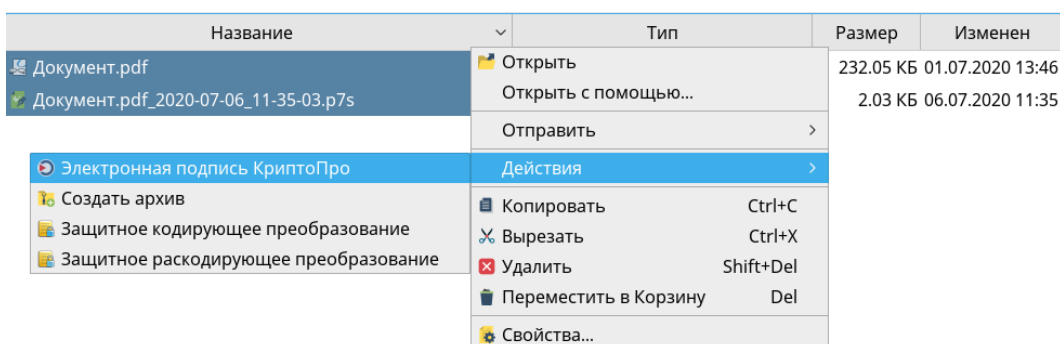 Название Тип Размер Изменен
Документ.pdf Открыть 232.05 КБ 01.07.2020 13:46
Документ.pdf_2020-07-06_11-35-03.p7s Открыть с помощью... 2.03 КБ 06.07.2020 11:35
Отправить
Электронная подпись КриптоПро Действия
Создать архив Копировать Ctrl+C
Защитное кодирующее преобразование Вырезать Ctrl+X
Защитное раскодирующее преобразование Удалить Shift+Del
Переместить в Корзину Del
Свойства...